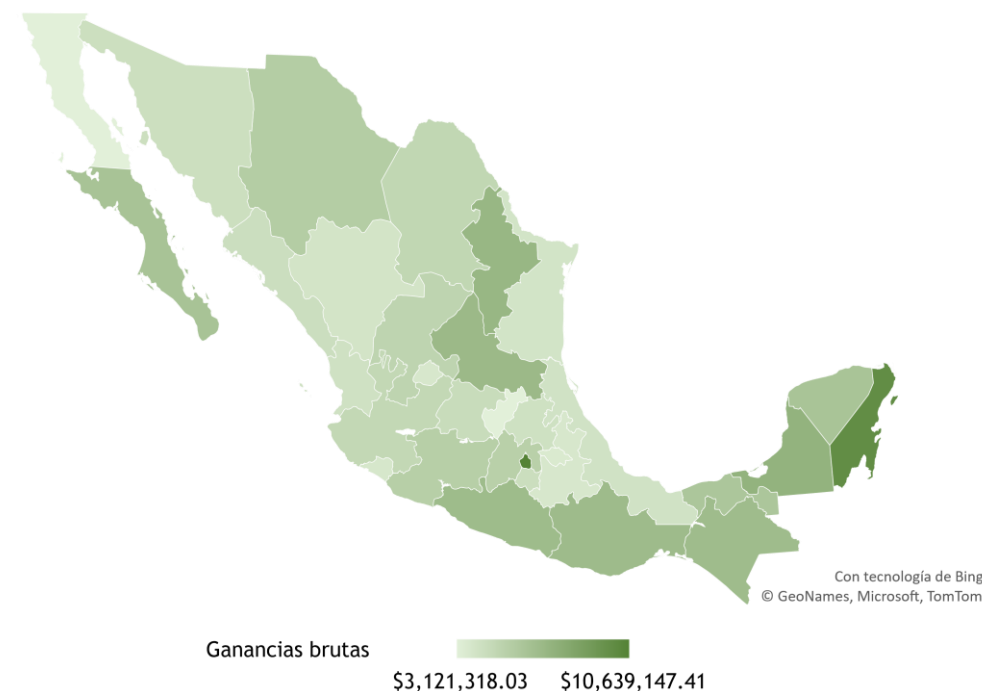 Con tecnología de Bing
© GeoNames, Microsoft, TomTom
Ganancias brutas
$3,121,318.03 $10,639,147.41